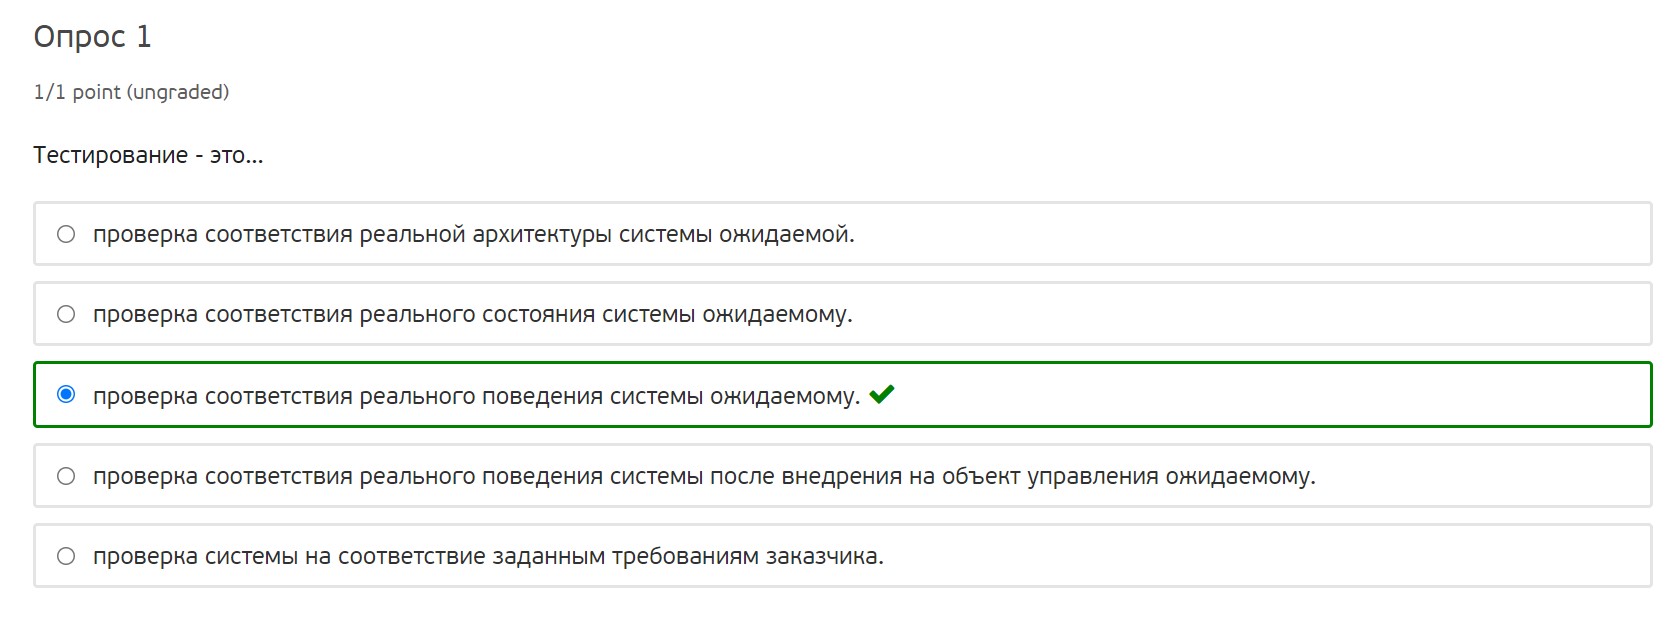 Опрос 1
1/1 point (ungraded)
Тестирование - это...
проверка соответствия реальной архитектуры системы ожидаемой.
проверка соответствия реального состояния системы ожидаемому.
проверка соответствия реального поведения системы ожидаемому.
проверка соответствия реального поведения системы после внедрения на объект управления ожидаемому.
проверка системы на соответствие заданным требованиям заказчика.